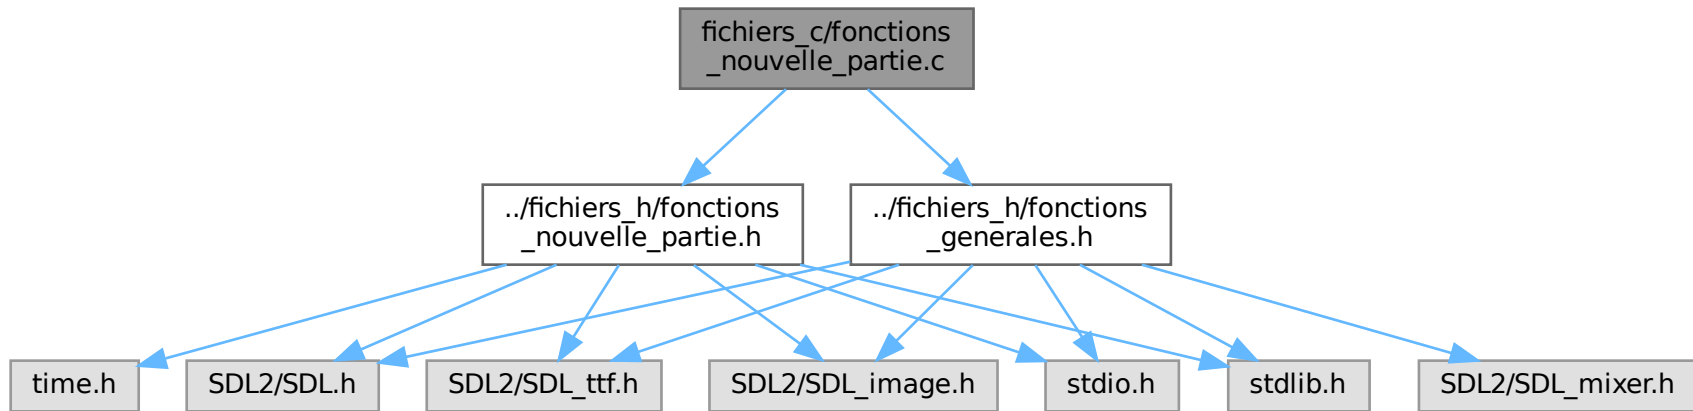 fichiers_c/fonctions
_nouvelle_partie.c
../fichiers_h/fonctions
_nouvelle_partie.h
../fichiers_h/fonctions
_generales.h
time.h
SDL2/SDL.h
SDL2/SDL_ttf.h
SDL2/SDL_image.h
stdio.h
stdlib.h
SDL2/SDL_mixer.h